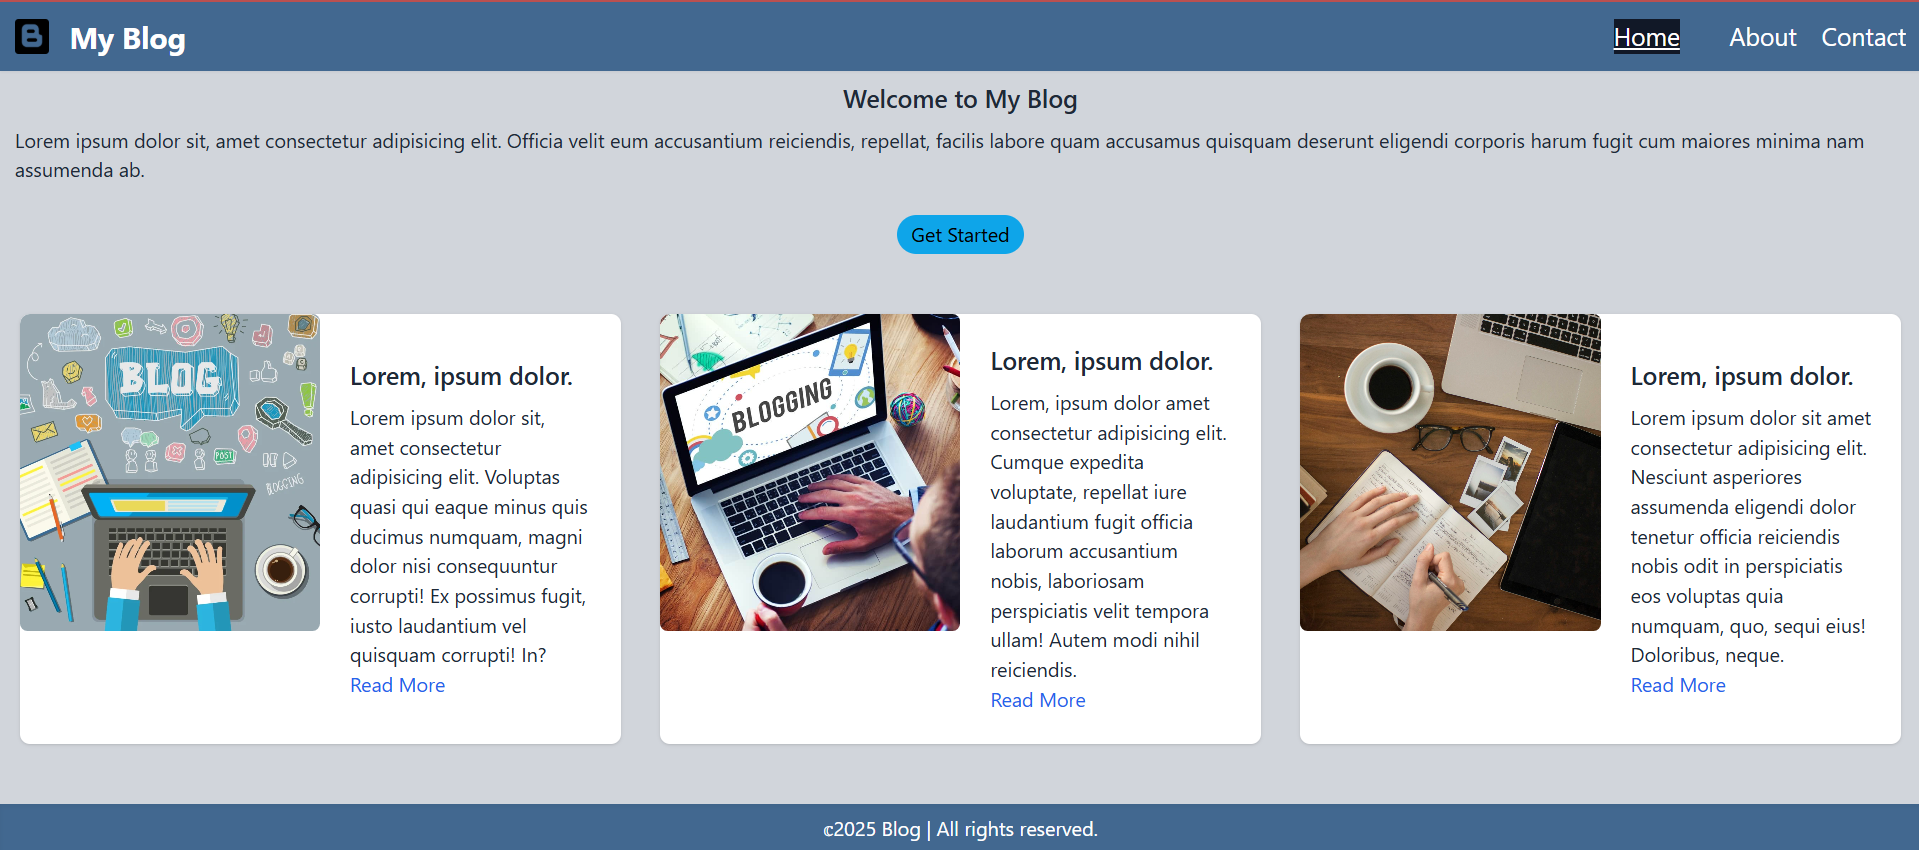 B
My Blog
Home
About
Contact
Welcome to My Blog
Lorem ipsum dolor sit, amet consectetur adipisicing elit. Officia velit eum accusantium reiciendis, repellat, facilis labore quam accusamus quisquam deserunt eligendi corporis harum fugit cum maiores minima nam
assumenda ab.
Get Started
BLOG
POST
BLOGGING
Lorem, ipsum dolor.
Lorem ipsum dolor sit,
amet consectetur
adipisicing elit. Voluptas
quasi qui eaque minus quis
ducimus numquam, magni
dolor nisi consequuntur
corrupti! Ex possimus fugit,
iusto laudantium vel
quisquam corrupti! In?
Read More
BLOGGING
Lorem, ipsum dolor.
Lorem, ipsum dolor amet
consectetur adipisicing elit.
Cumque expedita
voluptate, repellat iure
laudantium fugit officia
laborum accusantium
nobis, laboriosam
perspiciatis velit tempora
ullam! Autem modi nihil
reiciendis.
Read More
Lorem, ipsum dolor.
Lorem ipsum dolor sit amet
consectetur adipisicing elit.
Nesciunt asperiores
assumenda eligendi dolor
tenetur officia reiciendis
nobis odit in perspiciatis
eos voluptas quia
numquam, quo, sequi eius!
Doloribus, neque.
Read More
©2025 Blog | All rights reserved.